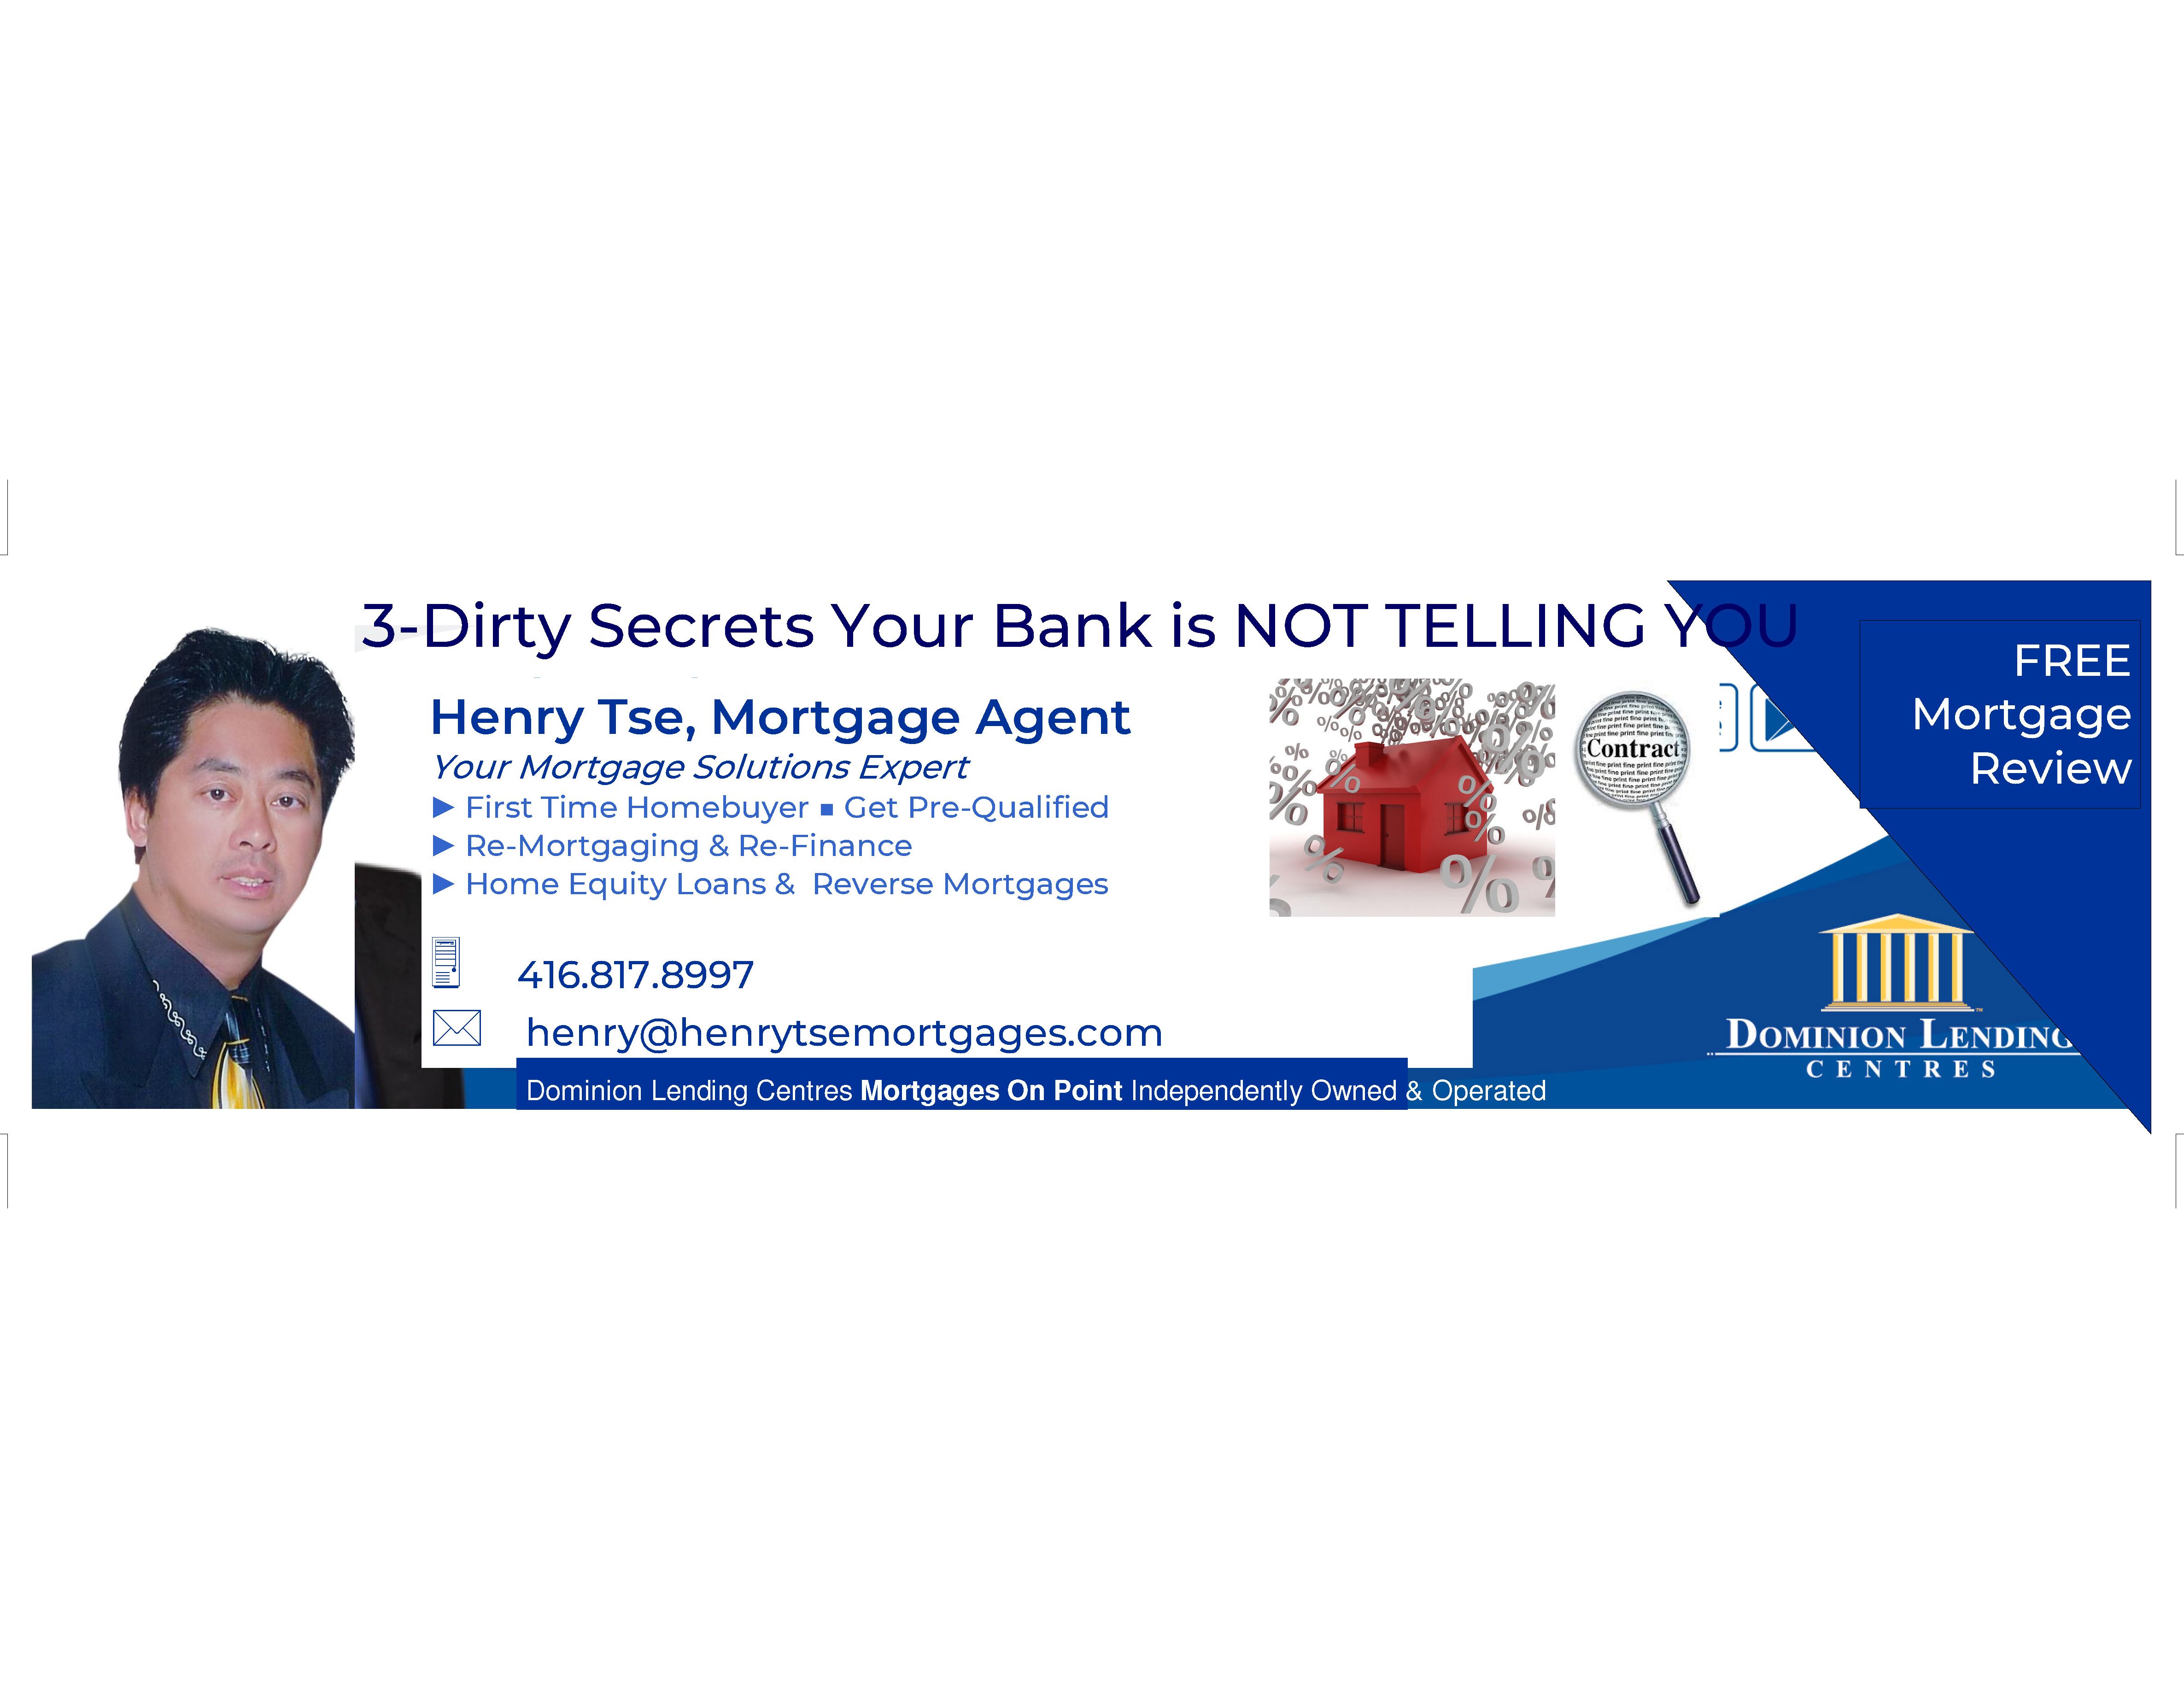 3-Dirty Secrets Your Bank is NOT TELLING YOU
FREE
Mortgage
Review
Henry Tse, Mortgage Agent
Your Mortgage Solutions Expert
► First Time Homebuyer ▪ Get Pre-Qualified
► Re-Mortgaging & Re-Finance
► Home Equity Loans & Reverse Mortgages
Contract
416.817.8997
henry@henrytsemortgages.com
DOMINION LENDING
CENTRES
Dominion Lending Centres Mortgages On Point Independently Owned & Operated